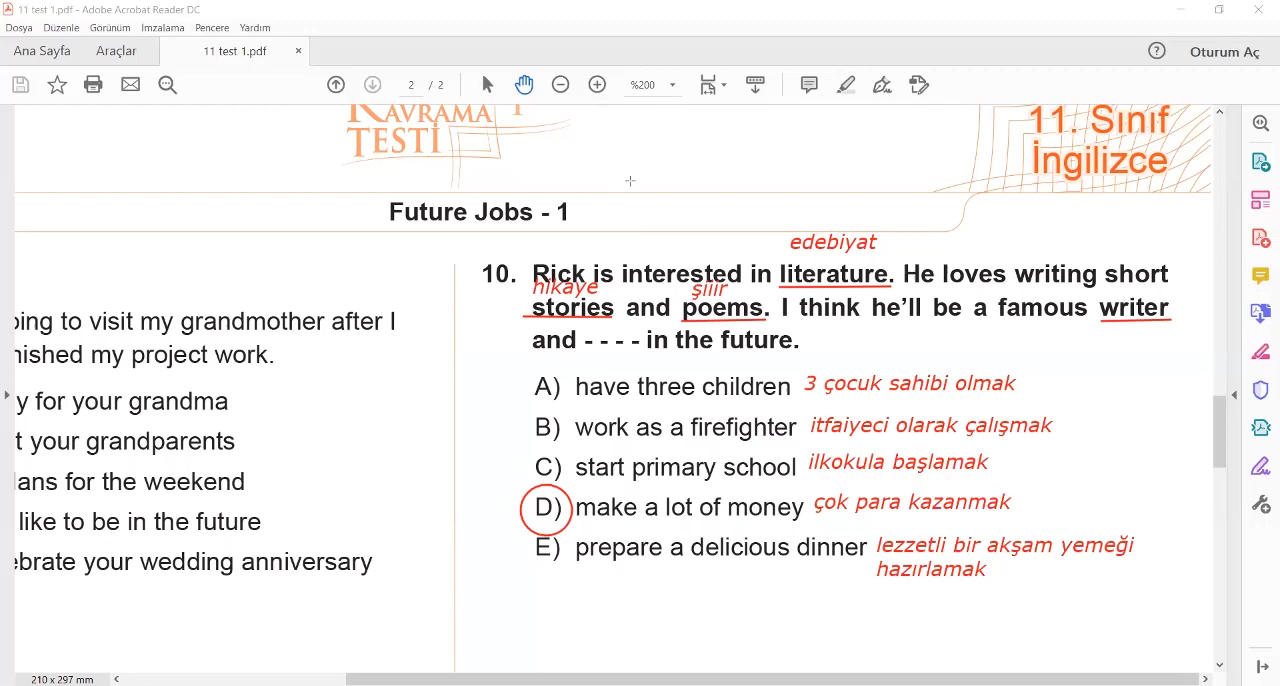 11 test 1.pdf - Adobe Acrobat Reader DC
Dosya Düzenle Görünüm İmzalama Pencere Yardım
Ana Sayfa Araçlar 11 test 1.pdf × Oturum Aç
2 / 2 %200
KAVRAMA 1
TESTİ
11. Sınıf
İngilizce
Future Jobs - 1
oing to visit my grandmother after I
nished my project work.
y for your grandma
t your grandparents
lans for the weekend
like to be in the future
ebrate your wedding anniversary
edebiyat
10. Rick is interested in literature. He loves writing short
hikaye şiiir
stories and poems. I think he'll be a famous writer
and - - - - in the future.
A) have three children 3 çocuk sahibi olmak
B) work as a firefighter itfaiyeci olarak çalışmak
C) start primary school ilkokula başlamak
D) make a lot of money çok para kazanmak
E) prepare a delicious dinner lezzetli bir akşam yemeği
hazırlamak
210 x 297 mm